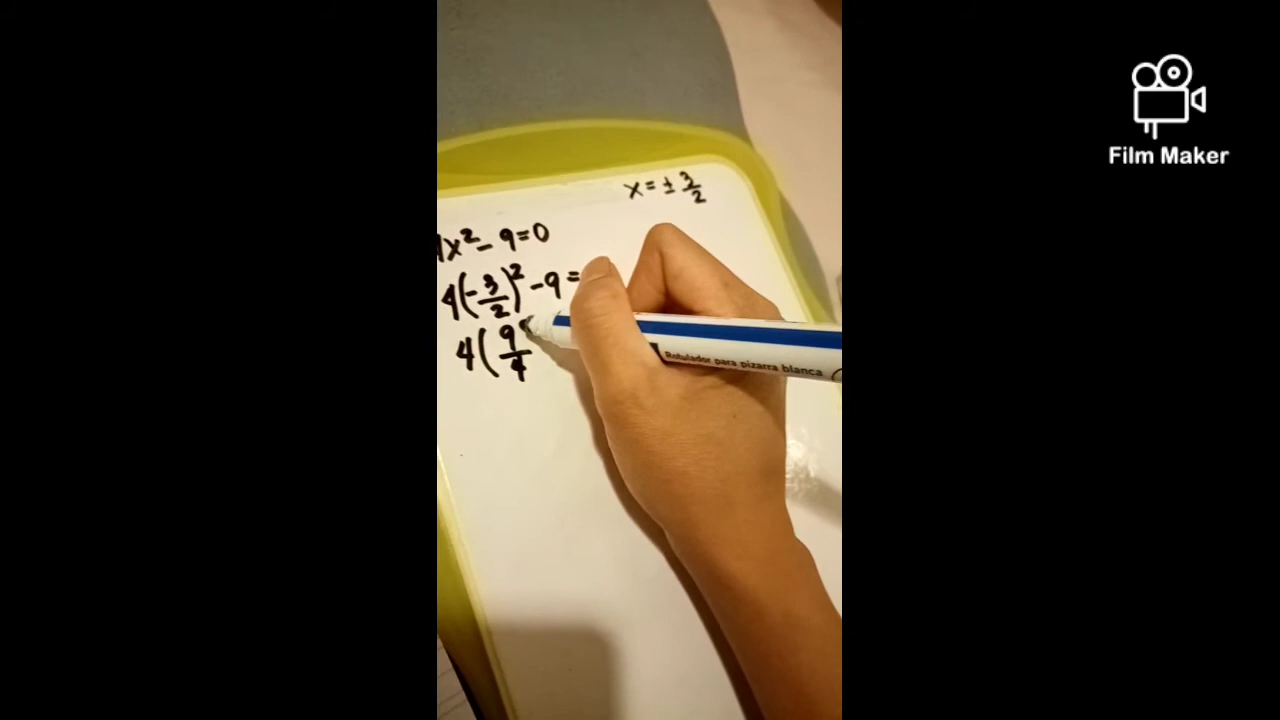 Film Maker
x = ± 3/2
4x² - 9 = 0
4(-3/2)² - 9 =
4(9/4
Rotulador para pizarra blanca